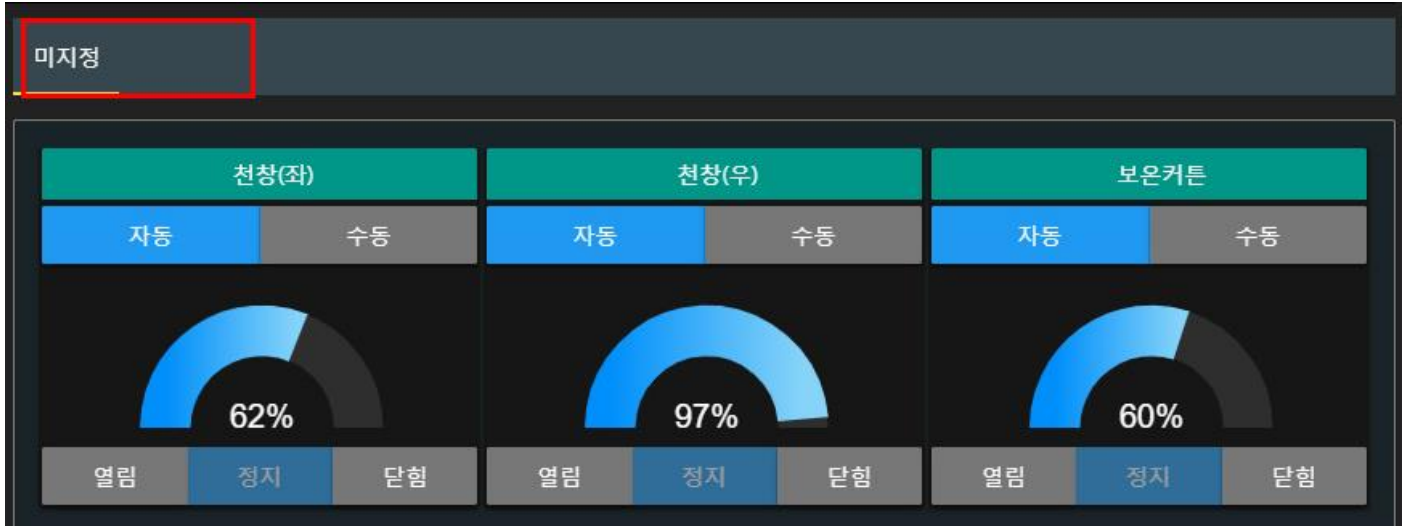 미지정
천창(좌) 천창(우) 보온커튼
자동 수동 자동 수동 자동 수동
62% 97% 60%
열림 정지 닫힘 열림 정지 닫힘 열림 정지 닫힘